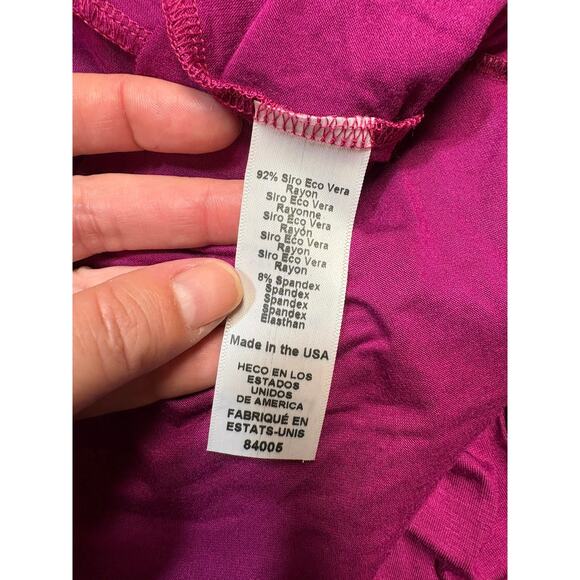 92% Siro Eco Vera
Rayon
Siro Eco Vera
Rayonne
Siro Eco Vera
Rayon
Siro Eco Vera
Rayon
Siro Eco Vera
Rayon
8% Spandex
Spandex
Spandex
Spandex
Elasthan
Made in the USA
HECO EN LOS
ESTADOS
UNIDOS
DE AMERICA
FABRIQUÉ EN
ESTATS-UNIS
84005